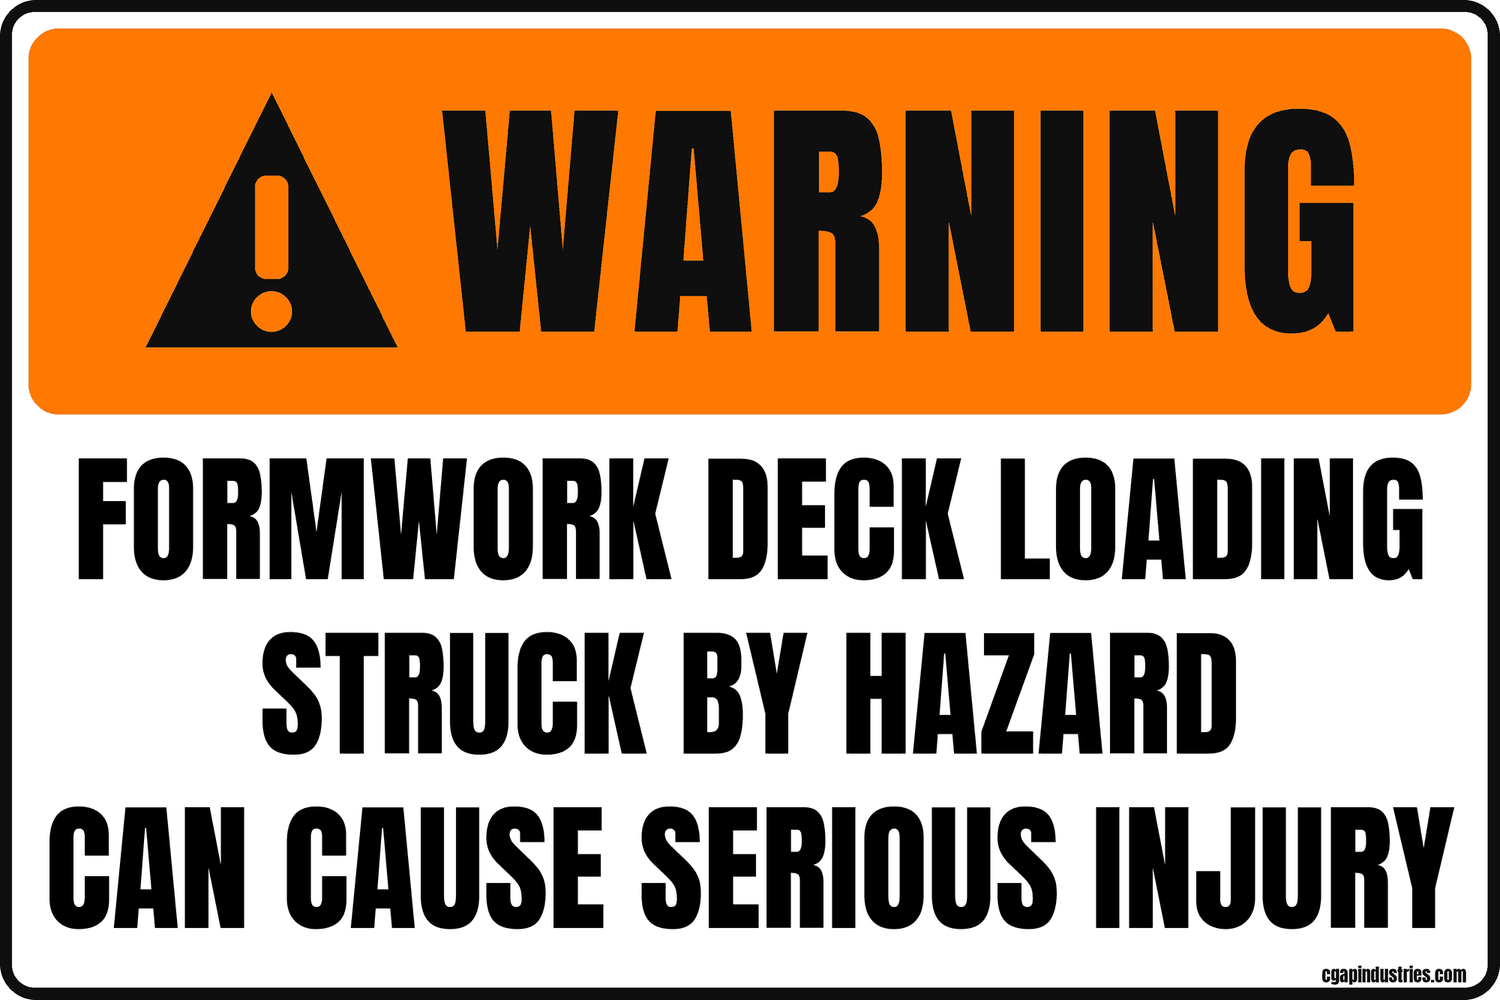 WARNING
FORMWORK DECK LOADING
STRUCK BY HAZARD
CAN CAUSE SERIOUS INJURY
cgapindustries.com